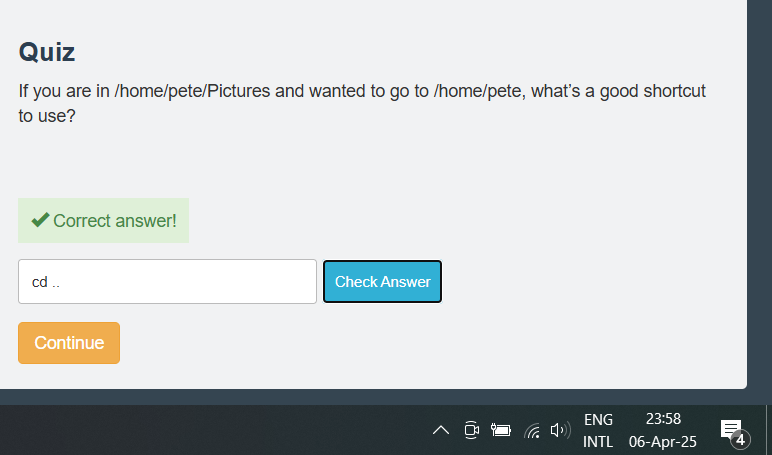 Quiz
If you are in /home/pete/Pictures and wanted to go to /home/pete, what's a good shortcut
to use?
Correct answer!
cd ..
Check Answer
Continue
ENG
23:58
INTL
06-Apr-25
4